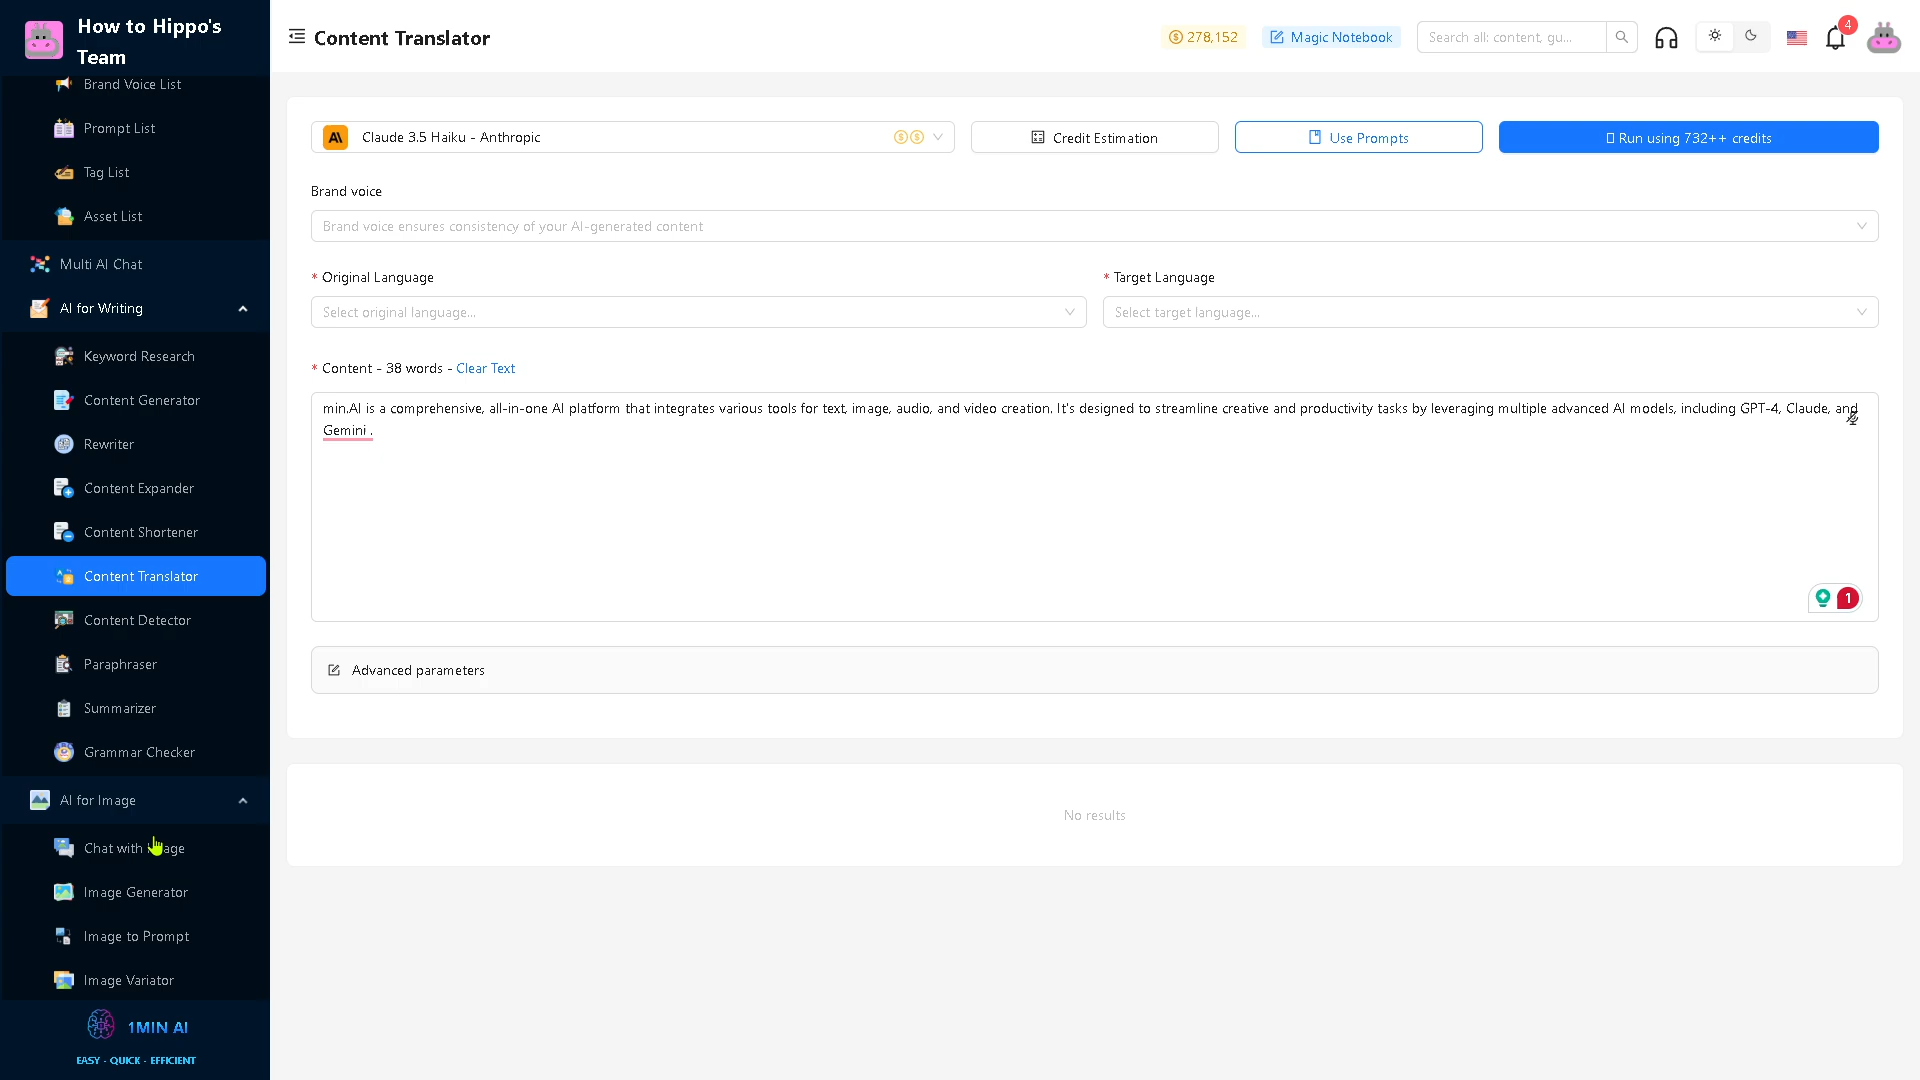 How to Hippo's
Team
Brand Voice List
Prompt List
Tag List
Asset List
Multi AI Chat
AI for Writing
Keyword Research
Content Generator
Rewriter
Content Expander
Content Shortener
Content Translator
Content Detector
Paraphraser
Summarizer
Grammar Checker
AI for Image
Chat with
Image Generator
Image to Prompt
Image Variator
1MIN AI
EASY - QUICK - EFFICIENT
Content Translator
278,152
Magic Notebook
Search all: content, gu...
4
Claude 3.5 Haiku - Anthropic
Credit Estimation
Use Prompts
Run using 732++ credits
Brand voice
Brand voice ensures consistency of your AI-generated content
* Original Language
* Target Language
Select original language...
Select target language...
* Content - 38 words - Clear Text
min.AI is a comprehensive, all-in-one AI platform that integrates various tools for text, image, audio, and video creation. It's designed to streamline creative and productivity tasks by leveraging multiple advanced AI models, including GPT-4, Claude, and
Gemini .
1
Advanced parameters
No results